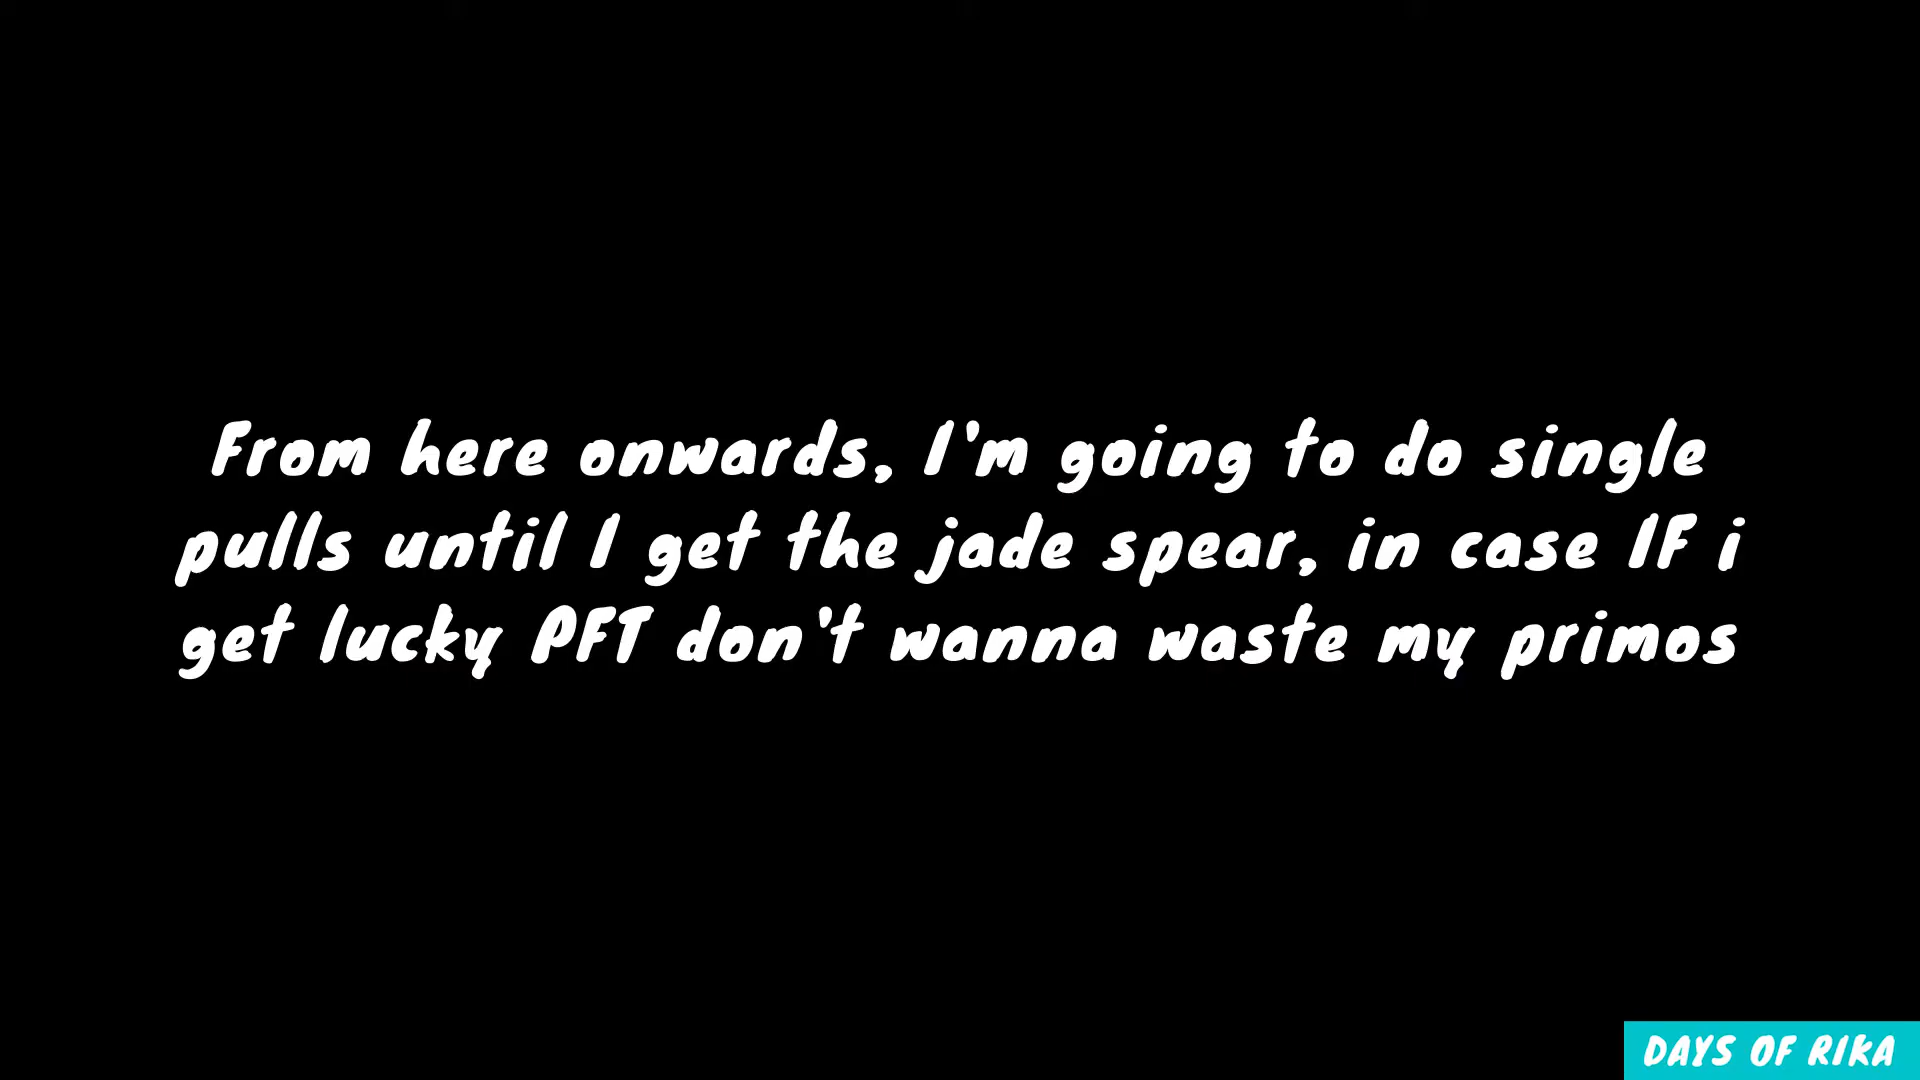 From here onwards, I'm going to do single
pulls until I get the jade spear, in case IF i
get lucky PFT don't wanna waste my primos
DAYS OF RIKA